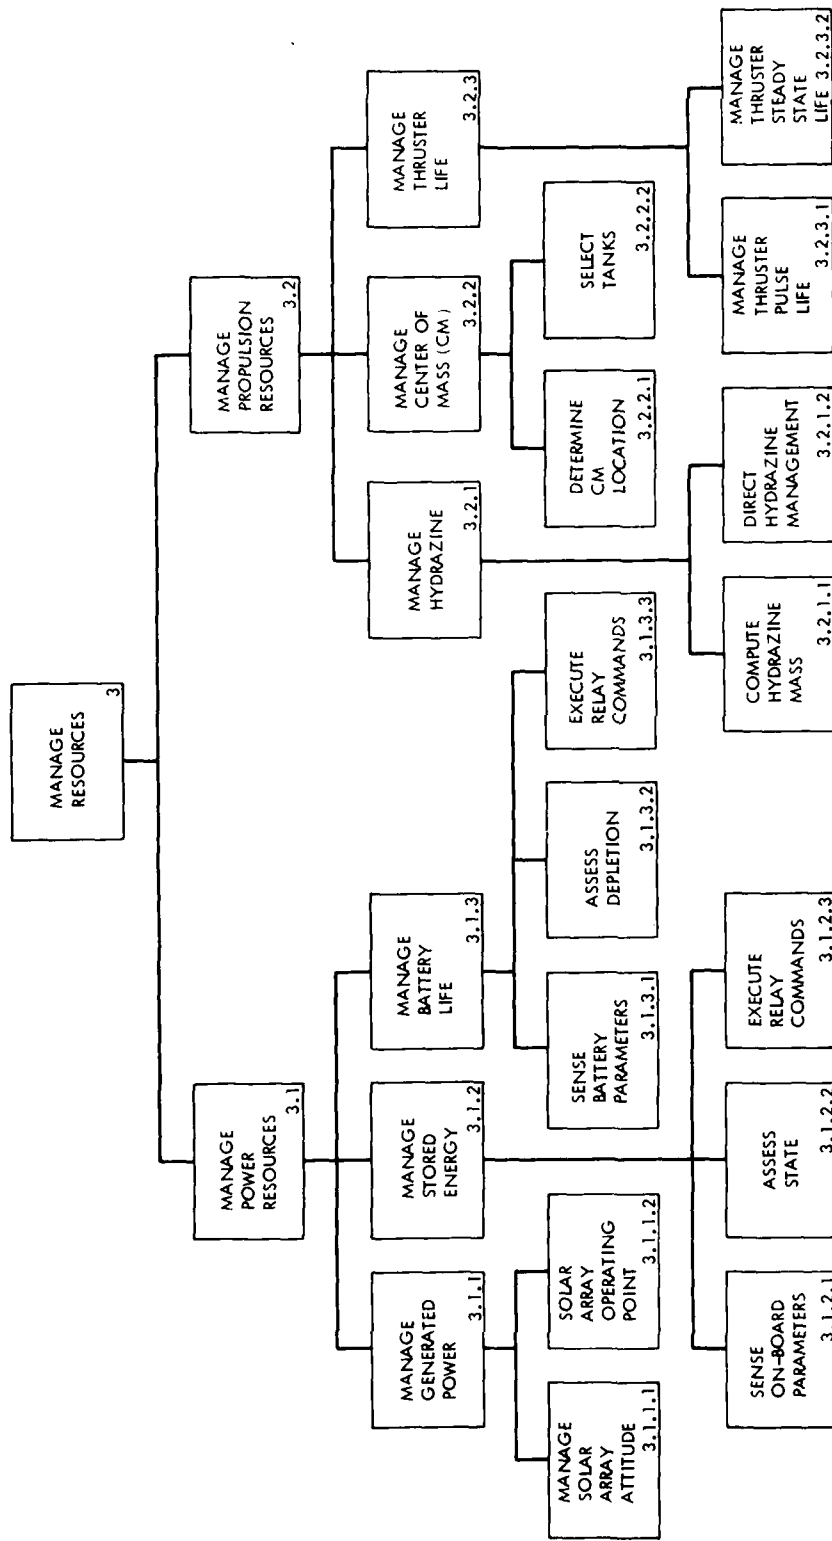 MANAGE
RESOURCES
3
MANAGE
POWER
RESOURCES
3.1
MANAGE
PROPULSION
RESOURCES
3.2
MANAGE
GENERATED
POWER
3.1.1
MANAGE
STORED
ENERGY
3.1.2
MANAGE
BATTERY
LIFE
3.1.3
MANAGE
HYDRAZINE
3.2.1
MANAGE
CENTER OF
MASS (CM)
3.2.2
MANAGE
THRUSTER
LIFE
3.2.3
MANAGE
SOLAR
ARRAY
ATTITUDE
3.1.1.1
SOLAR
ARRAY
OPERATING
POINT
3.1.1.2
SENSE
BATTERY
PARAMETERS
3.1.3.1
ASSESS
DEPLETION
3.1.3.2
EXECUTE
RELAY
COMMANDS
3.1.3.3
DETERMINE
CM
LOCATION
3.2.2.1
SELECT
TANKS
3.2.2.2
SENSE
ON-BOARD
PARAMETERS
3.1.2.1
ASSESS
STATE
3.1.2.2
EXECUTE
RELAY
COMMANDS
3.1.2.3
COMPUTE
HYDRAZINE
MASS
3.2.1.1
DIRECT
HYDRAZINE
MANAGEMENT
3.2.1.2
MANAGE
THRUSTER
PULSE
LIFE
3.2.3.1
MANAGE
THRUSTER
STEADY
STATE
LIFE 3.2.3.2